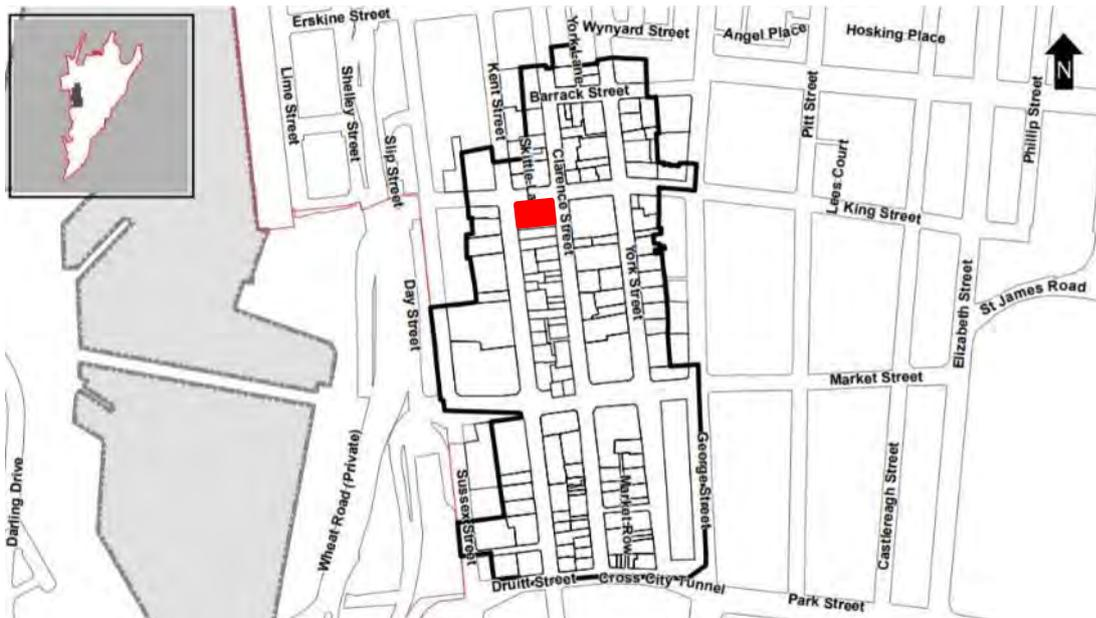 Erskine Street
York Lane
Wynyard Street
Angel Place
Hosking Place
N
Lime Street
Shelley Street
Kent Street
Barrack Street
Pitt Street
Phillip Street
Slip Street
Skittle La
Clarence Street
Lees Court
King Street
York Street
Day Street
Elizabeth Street
St James Road
Market Street
Darling Drive
Wheat Road (Private)
Sussex Street
Market Row
George Street
Castlereagh Street
Druitt Street
Cross City Tunnel
Park Street